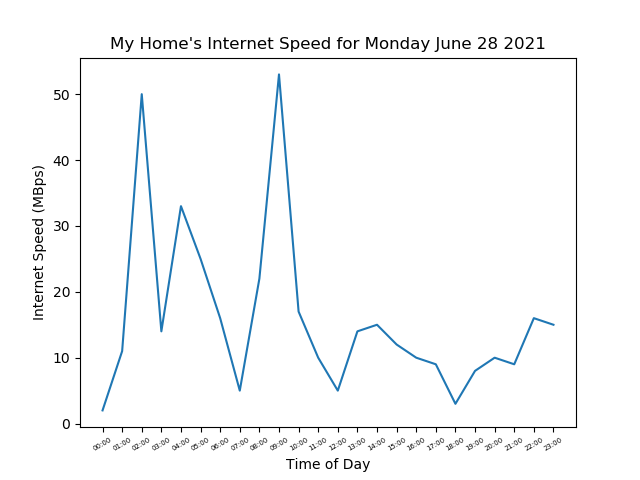 My Home's Internet Speed for Monday June 28 2021
Internet Speed (MBps)
50
40
30
20
10
0
00:00 01:00 02:00 03:00 04:00 05:00 06:00 07:00 08:00 09:00 10:00 11:00 12:00 13:00 14:00 15:00 16:00 17:00 18:00 19:00 20:00 21:00 22:00 23:00
Time of Day